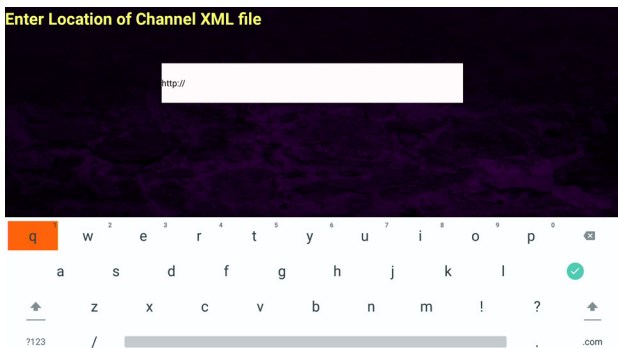 Enter Location of Channel XML file
http://
1 2 3 4 5 6 7 8 9 0
q w e r t y u i o p
a s d f g h j k l
z x c v b n m ! ?
?123 / . .com